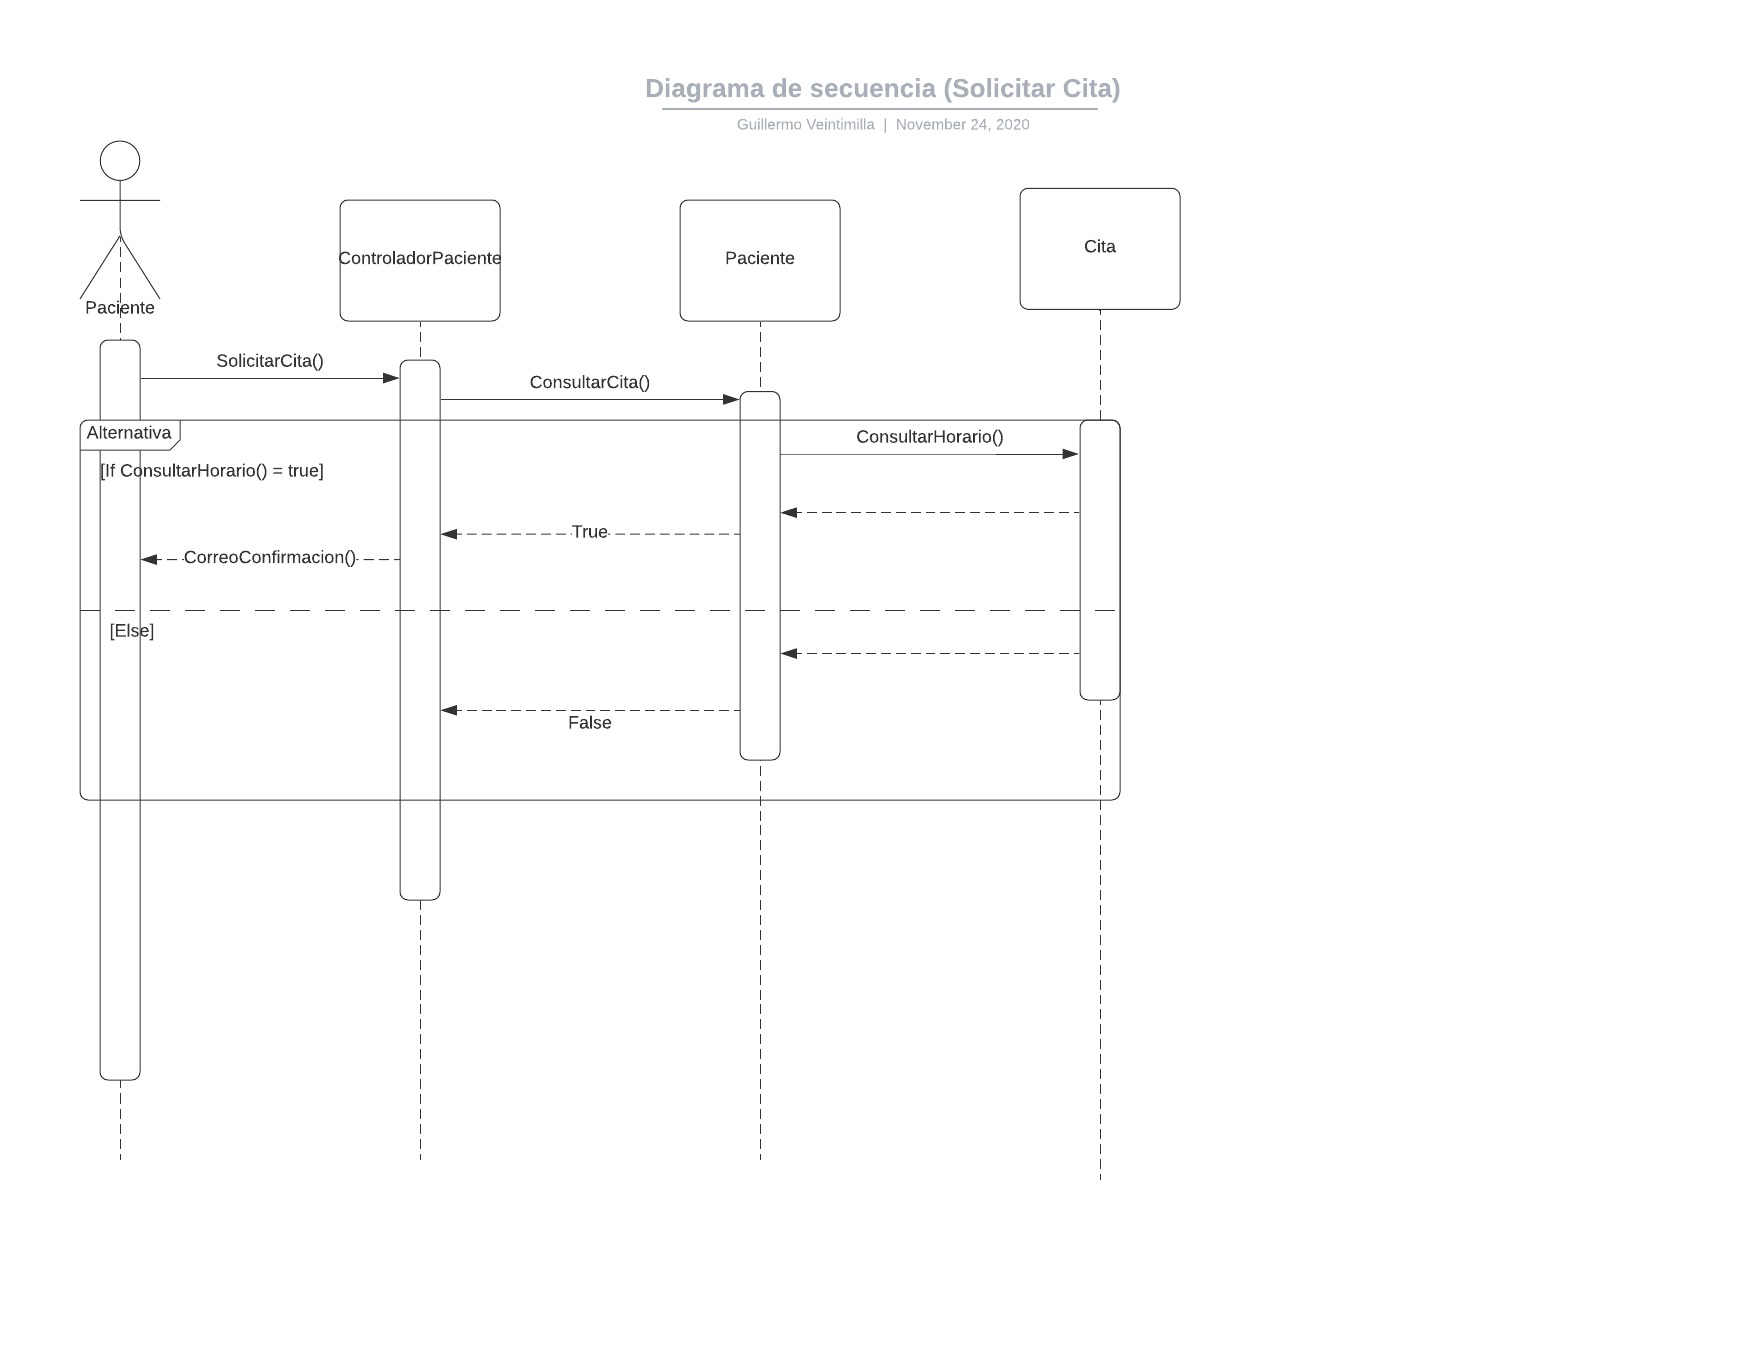 Diagrama de secuencia (Solicitar Cita)
Guillermo Veintimilla | November 24, 2020
Paciente
ControladorPaciente
Paciente
Cita
SolicitarCita()
ConsultarCita()
Alternativa
ConsultarHorario()
[If ConsultarHorario() = true]
True
CorreoConfirmacion()
[Else]
False